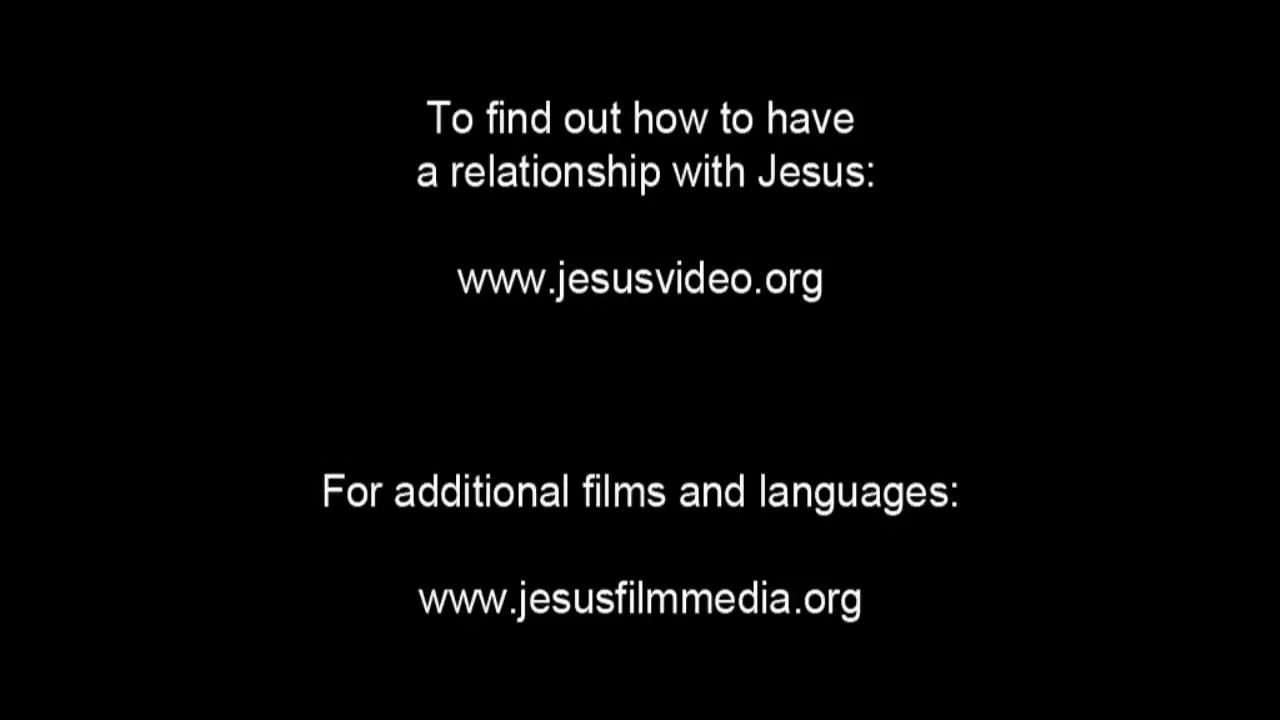 To find out how to have
a relationship with Jesus:
www.jesusvideo.org
For additional films and languages:
www.jesusfilmmedia.org